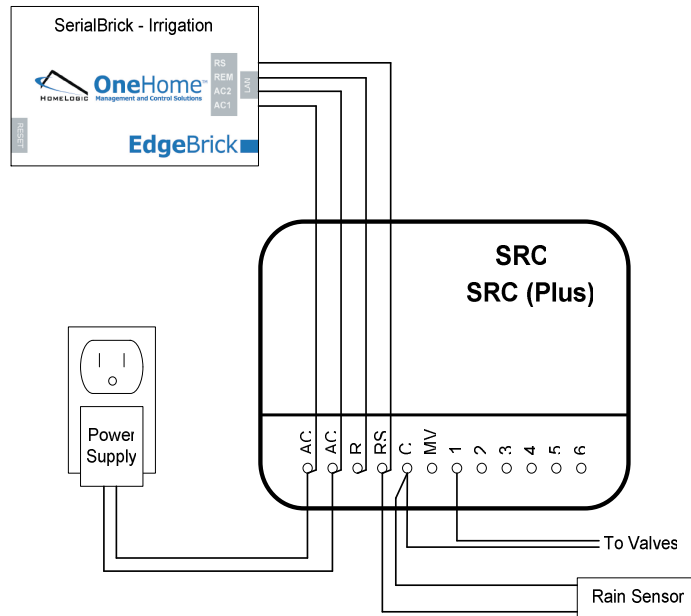 SerialBrick - Irrigation
RS
REM
AC2
AC1
LAN
HOMELOGIC
OneHome™
Management and Control Solutions
RESET
EdgeBrick
SRC
SRC (Plus)
AC
AC
R
RS
C
MV
1
2
3
4
5
6
Power
Supply
To Valves
Rain Sensor